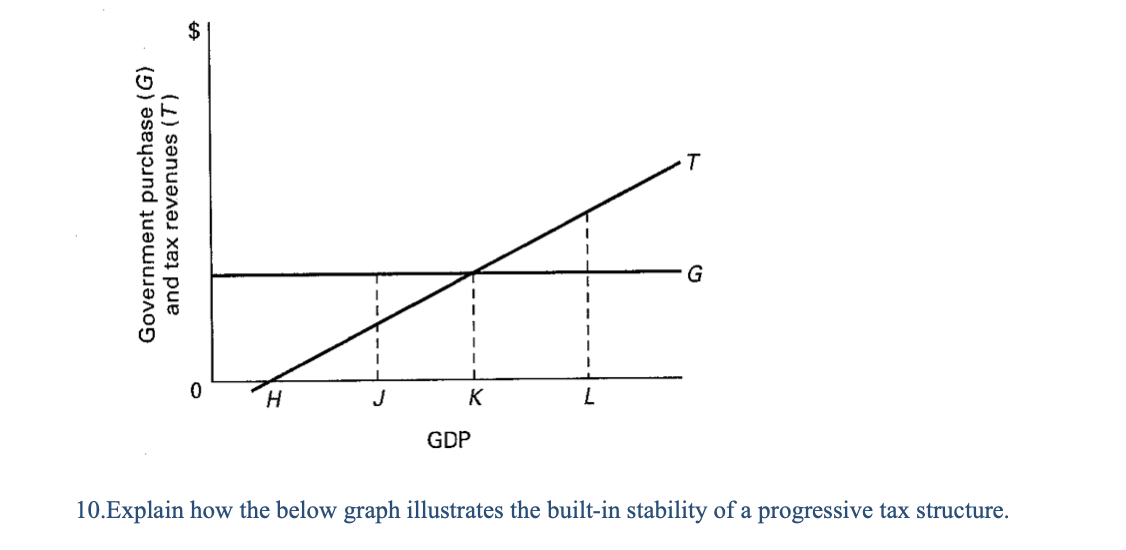 $
Government purchase (G)
and tax revenues (T)
T
G
0
H J K L
GDP
10.Explain how the below graph illustrates the built-in stability of a progressive tax structure.